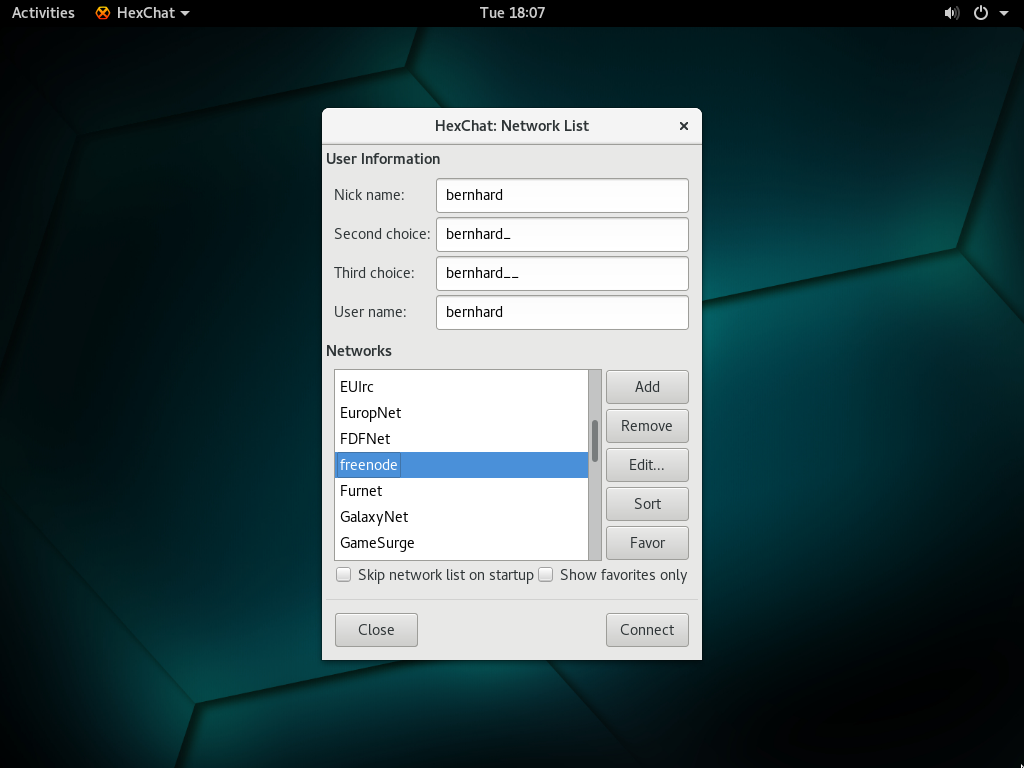 Activities HexChat Tue 18:07
HexChat: Network List
User Information
Nick name: bernhard
Second choice: bernhard_
Third choice: bernhard__
User name: bernhard
Networks
EUIrc Add
EuropNet
FDFNet Remove
freenode Edit...
Furnet Sort
GalaxyNet
GameSurge Favor
Skip network list on startup Show favorites only
Close Connect